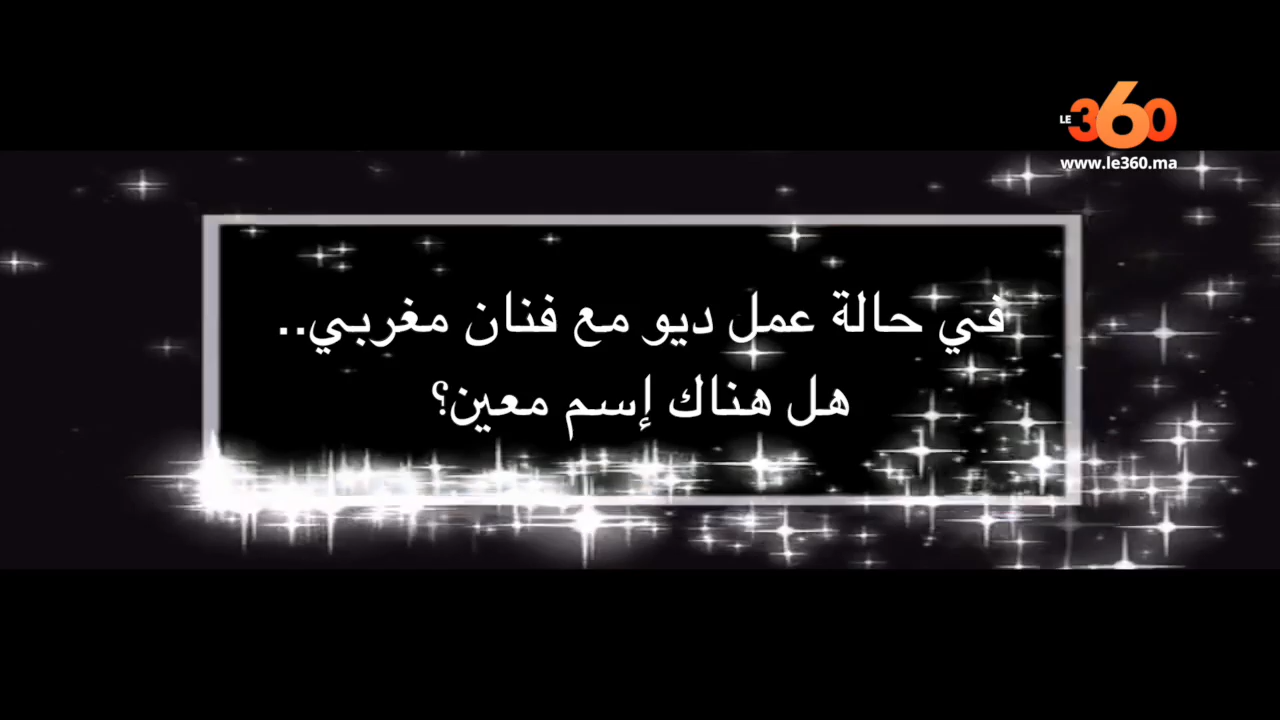 LE 360
www.le360.ma
في حالة عمل ديو مع فنان مغربي..
هل هناك إسم معين؟